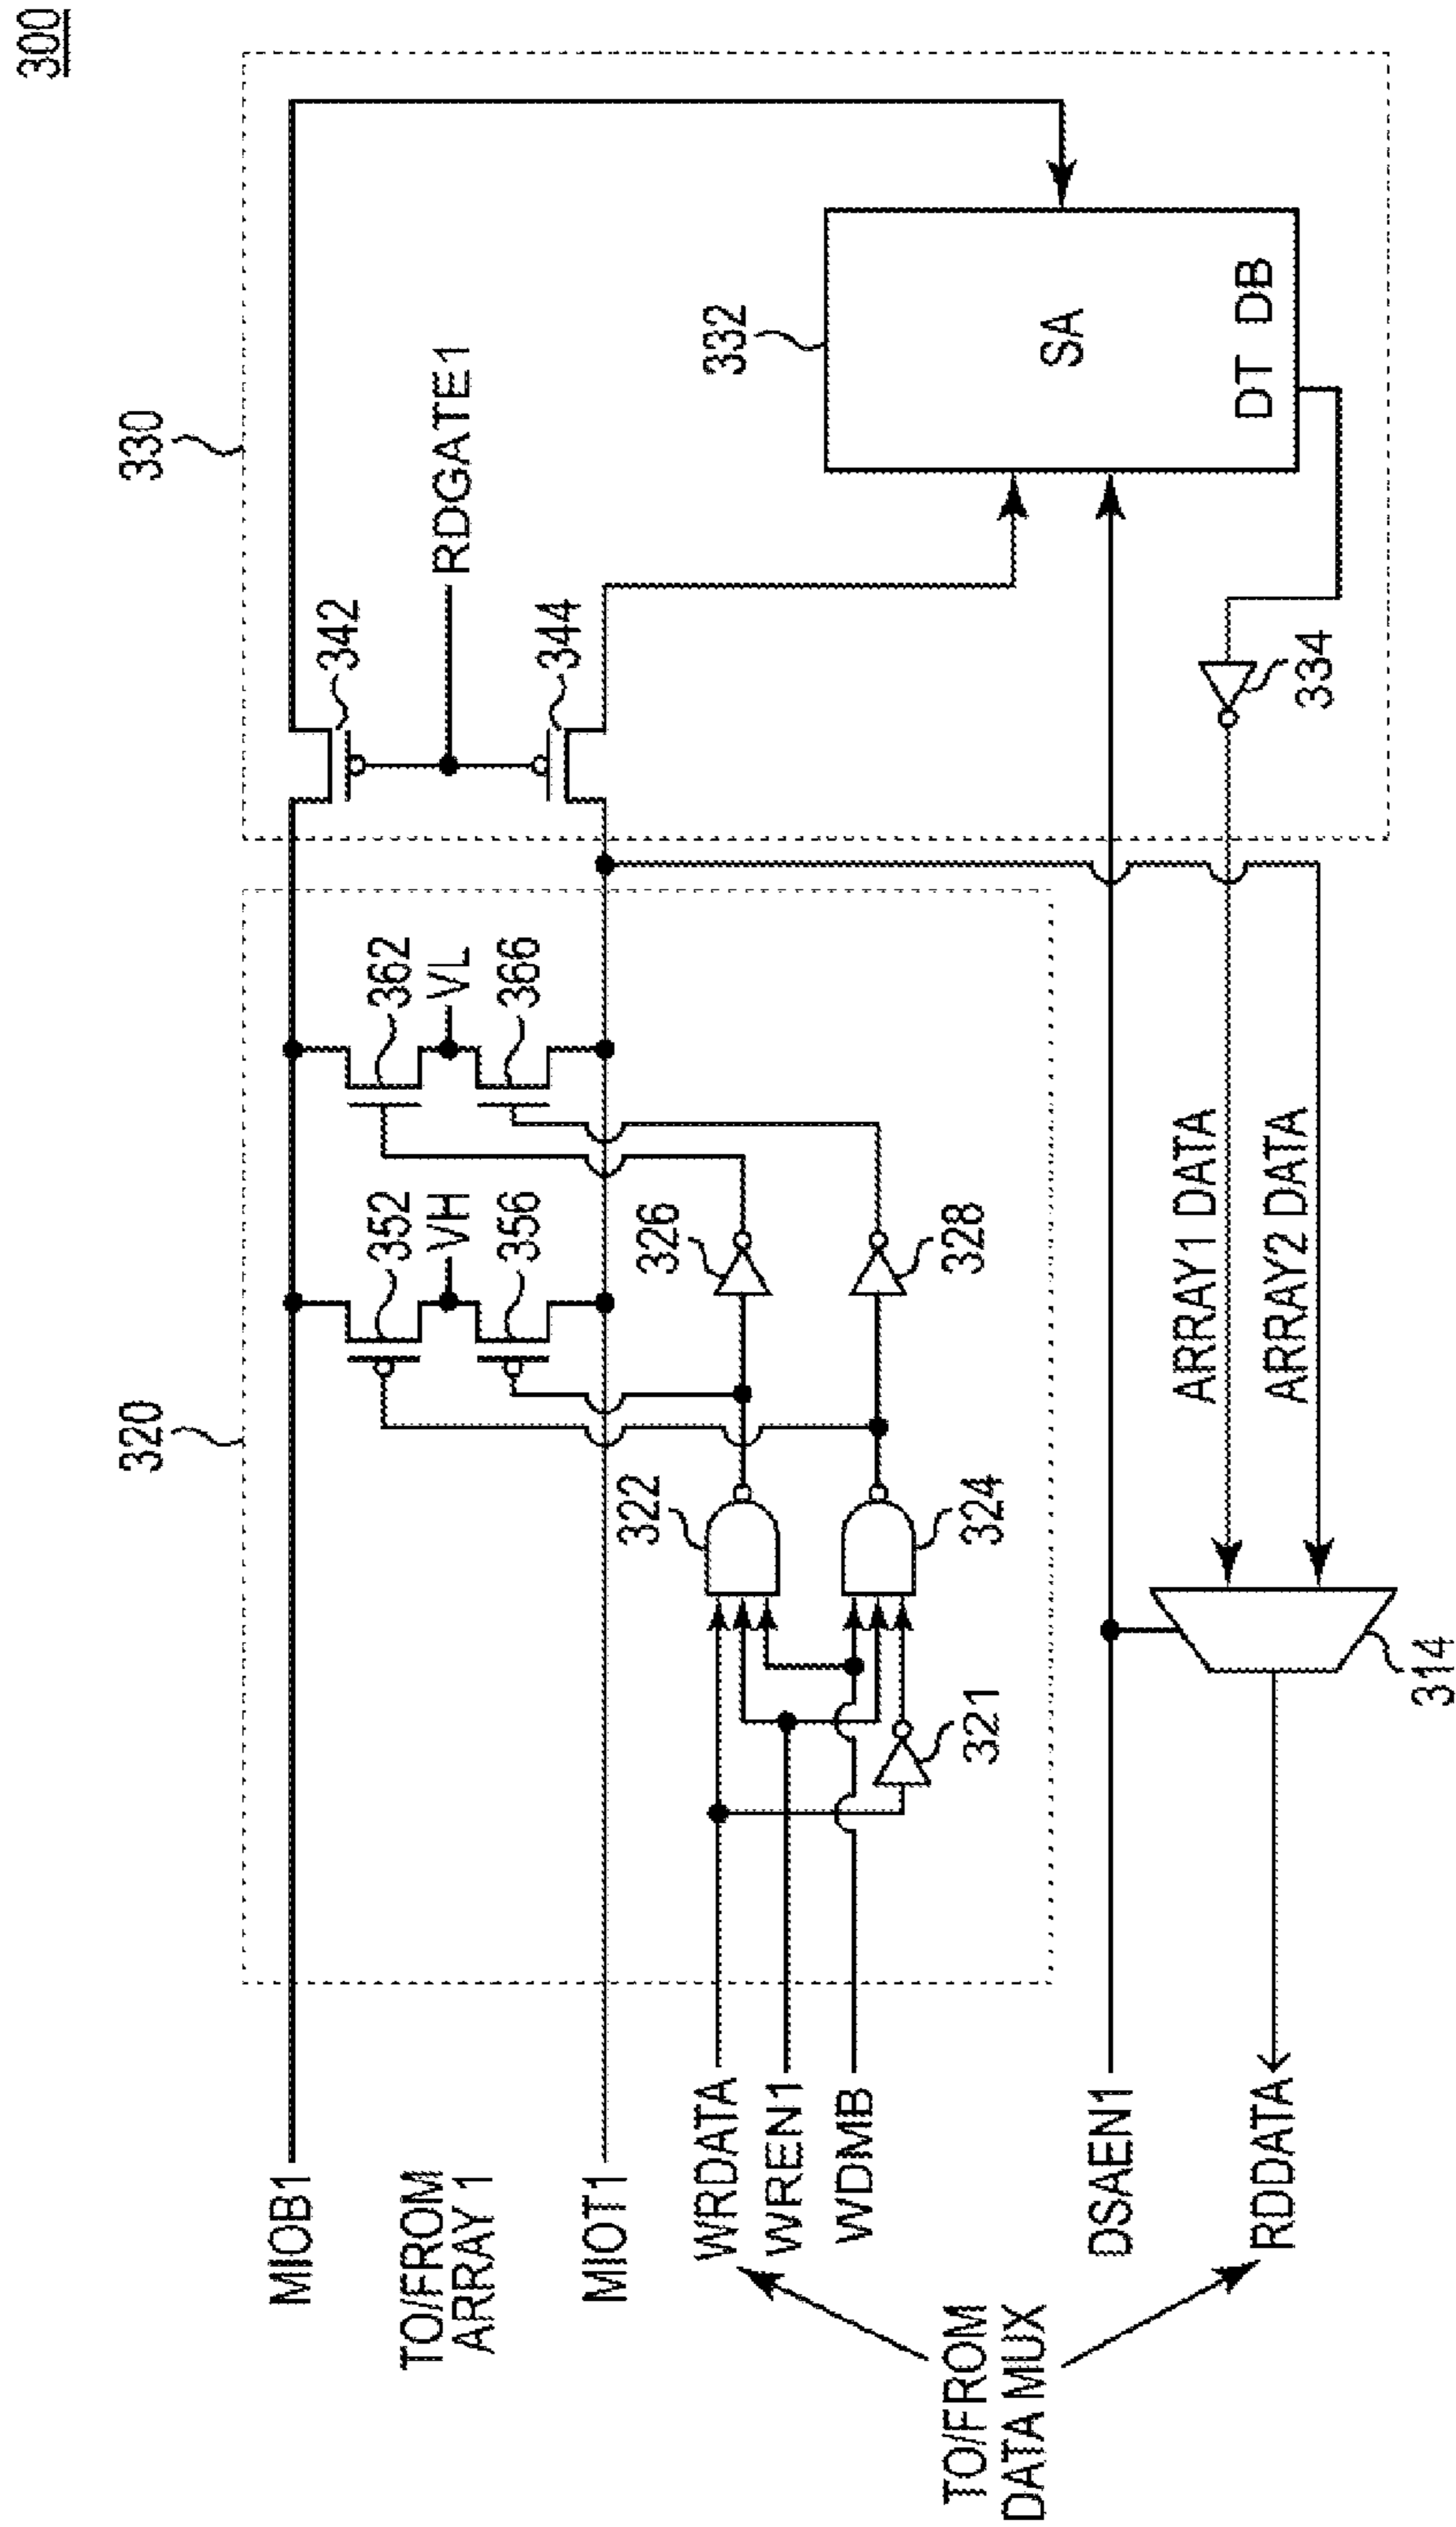 300
320
330
MIOB1
TO/FROM
ARRAY 1
MIOT1
352
VH
356
362
VL
366
342
RDGATE1
344
322
326
324
328
321
332
SA
DT DB
334
WRDATA
WREN1
WDMB
DSAEN1
RDDATA
TO/FROM
DATA MUX
ARRAY1 DATA
ARRAY2 DATA
314